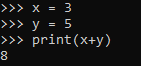 >>> x = 3
>>> y = 5
>>> print(x+y)
8